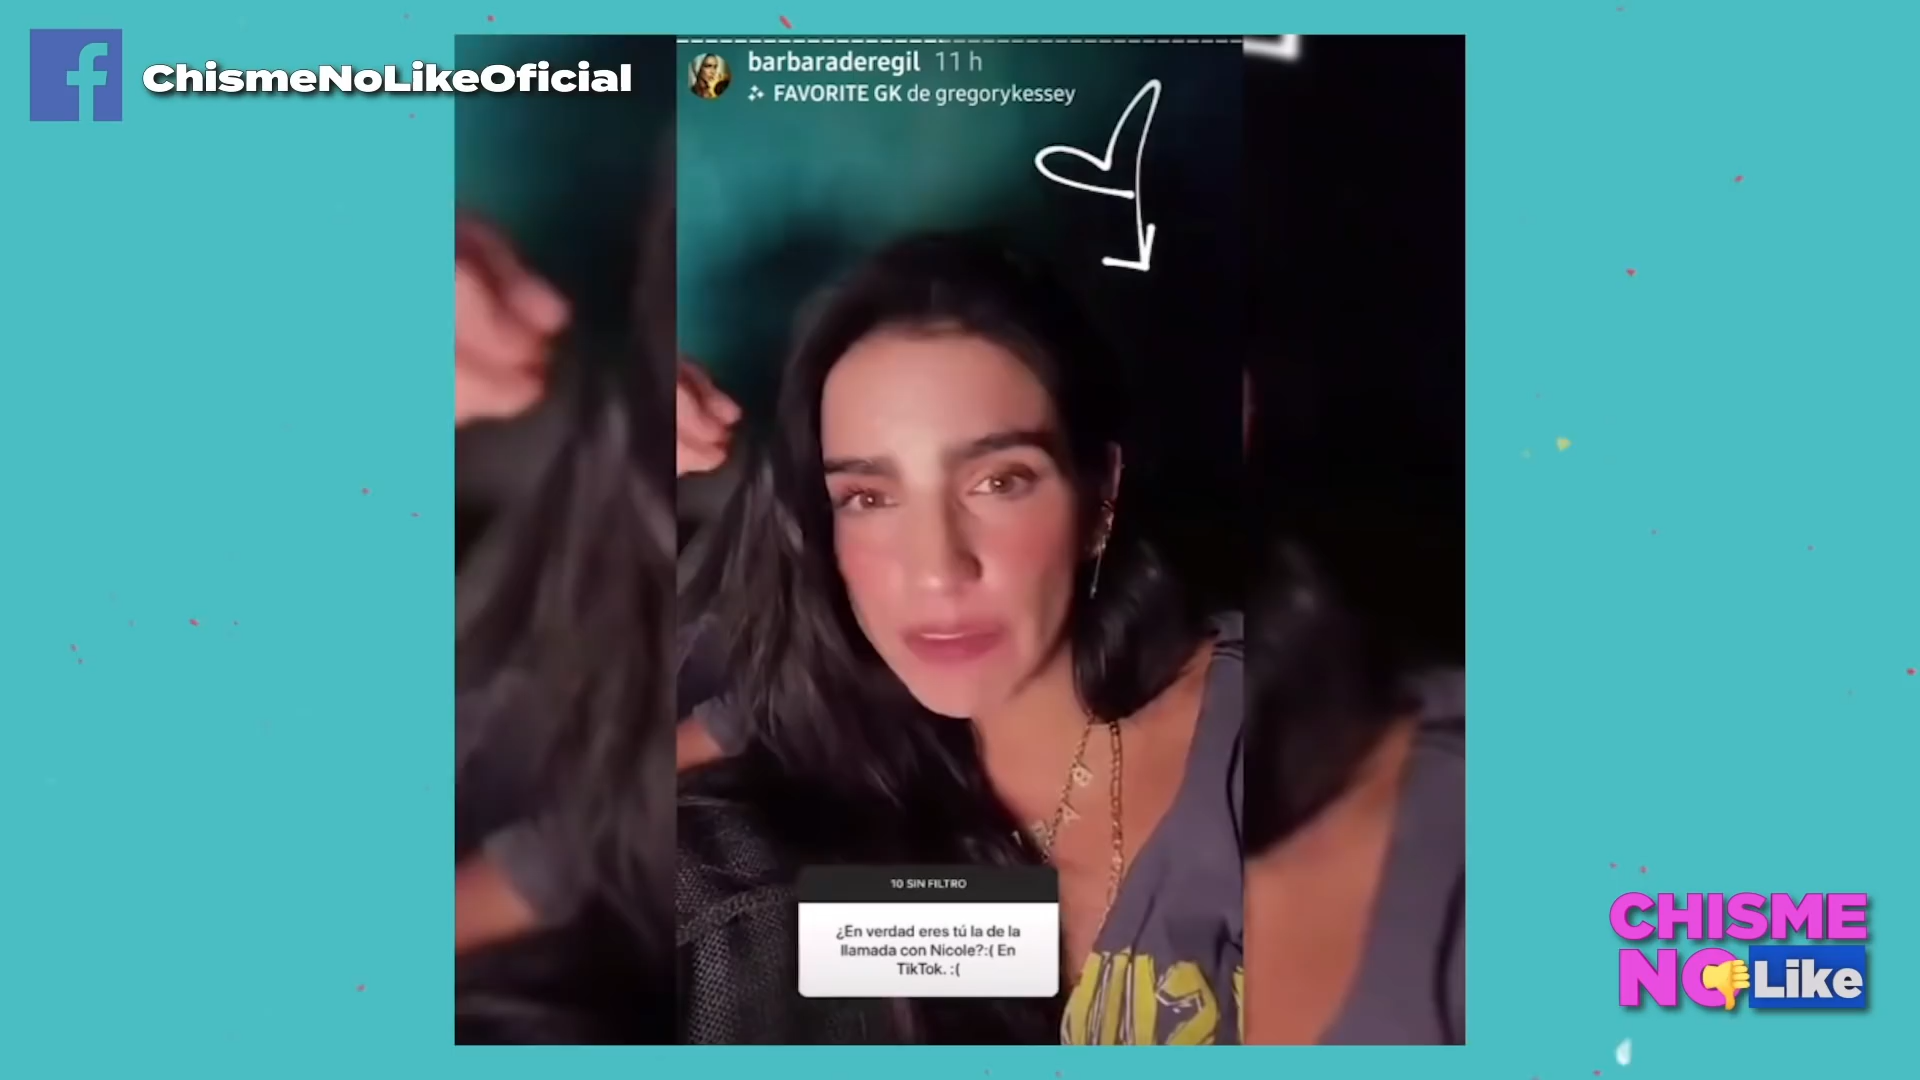 ChismeNoLikeOficial
barbaraderegil 11 h
FAVORITE GK de gregorykessey
10 SIN FILTRO
¿En verdad eres tú la de la
llamada con Nicole?:( En
TikTok. :(
CHISME
NO Like